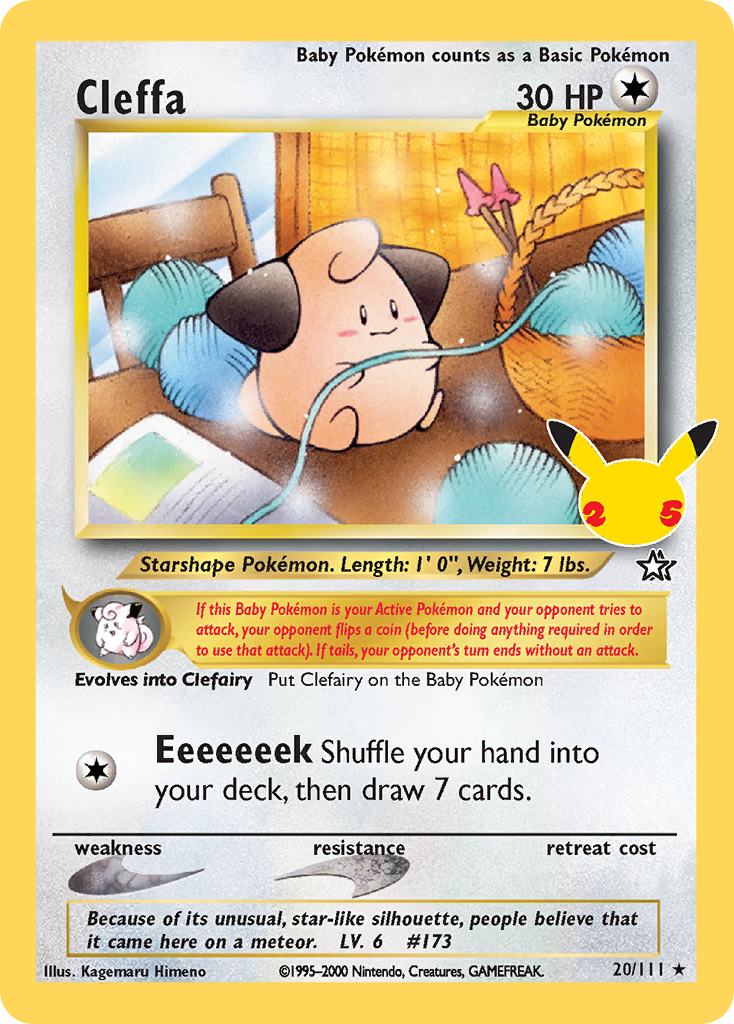 Baby Pokémon counts as a Basic Pokémon
Cleffa
30 HP
Baby Pokémon
25
Starshape Pokémon. Length: 1' 0", Weight: 7 lbs.
If this Baby Pokémon is your Active Pokémon and your opponent tries to
attack, your opponent flips a coin (before doing anything required in order
to use that attack). If tails, your opponent's turn ends without an attack.
Evolves into Clefairy Put Clefairy on the Baby Pokémon
Eeeeeeek Shuffle your hand into
your deck, then draw 7 cards.
weakness resistance retreat cost
Because of its unusual, star-like silhouette, people believe that
it came here on a meteor. LV. 6 #173
Illus. Kagemaru Himeno ©1995–2000 Nintendo, Creatures, GAMEFREAK. 20/111 ★